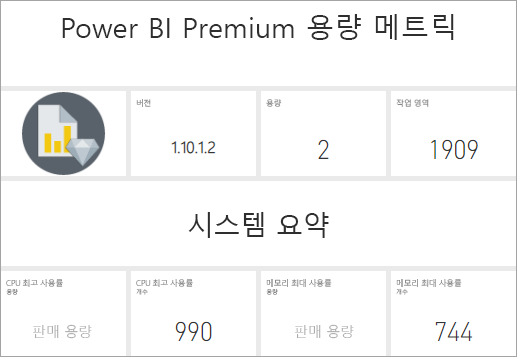 Power BI Premium 용량 메트릭
버전
용량
작업 영역
1.10.1.2
2
1909
시스템 요약
CPU 최고 사용률
용량
CPU 최고 사용률
개수
메모리 최대 사용률
용량
메모리 최대 사용률
개수
판매 용량
990
판매 용량
744